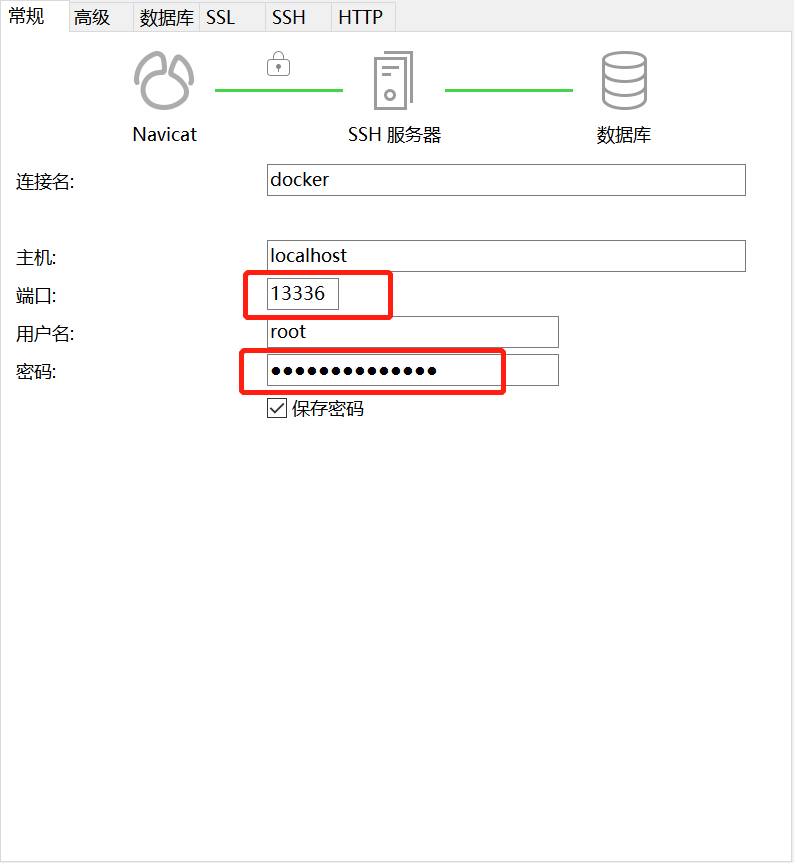 常规 高级 数据库 SSL SSH HTTP
Navicat SSH 服务器 数据库
连接名: docker
主机: localhost
端口: 13336
用户名: root
密码: ●●●●●●●●●●●●●●
保存密码